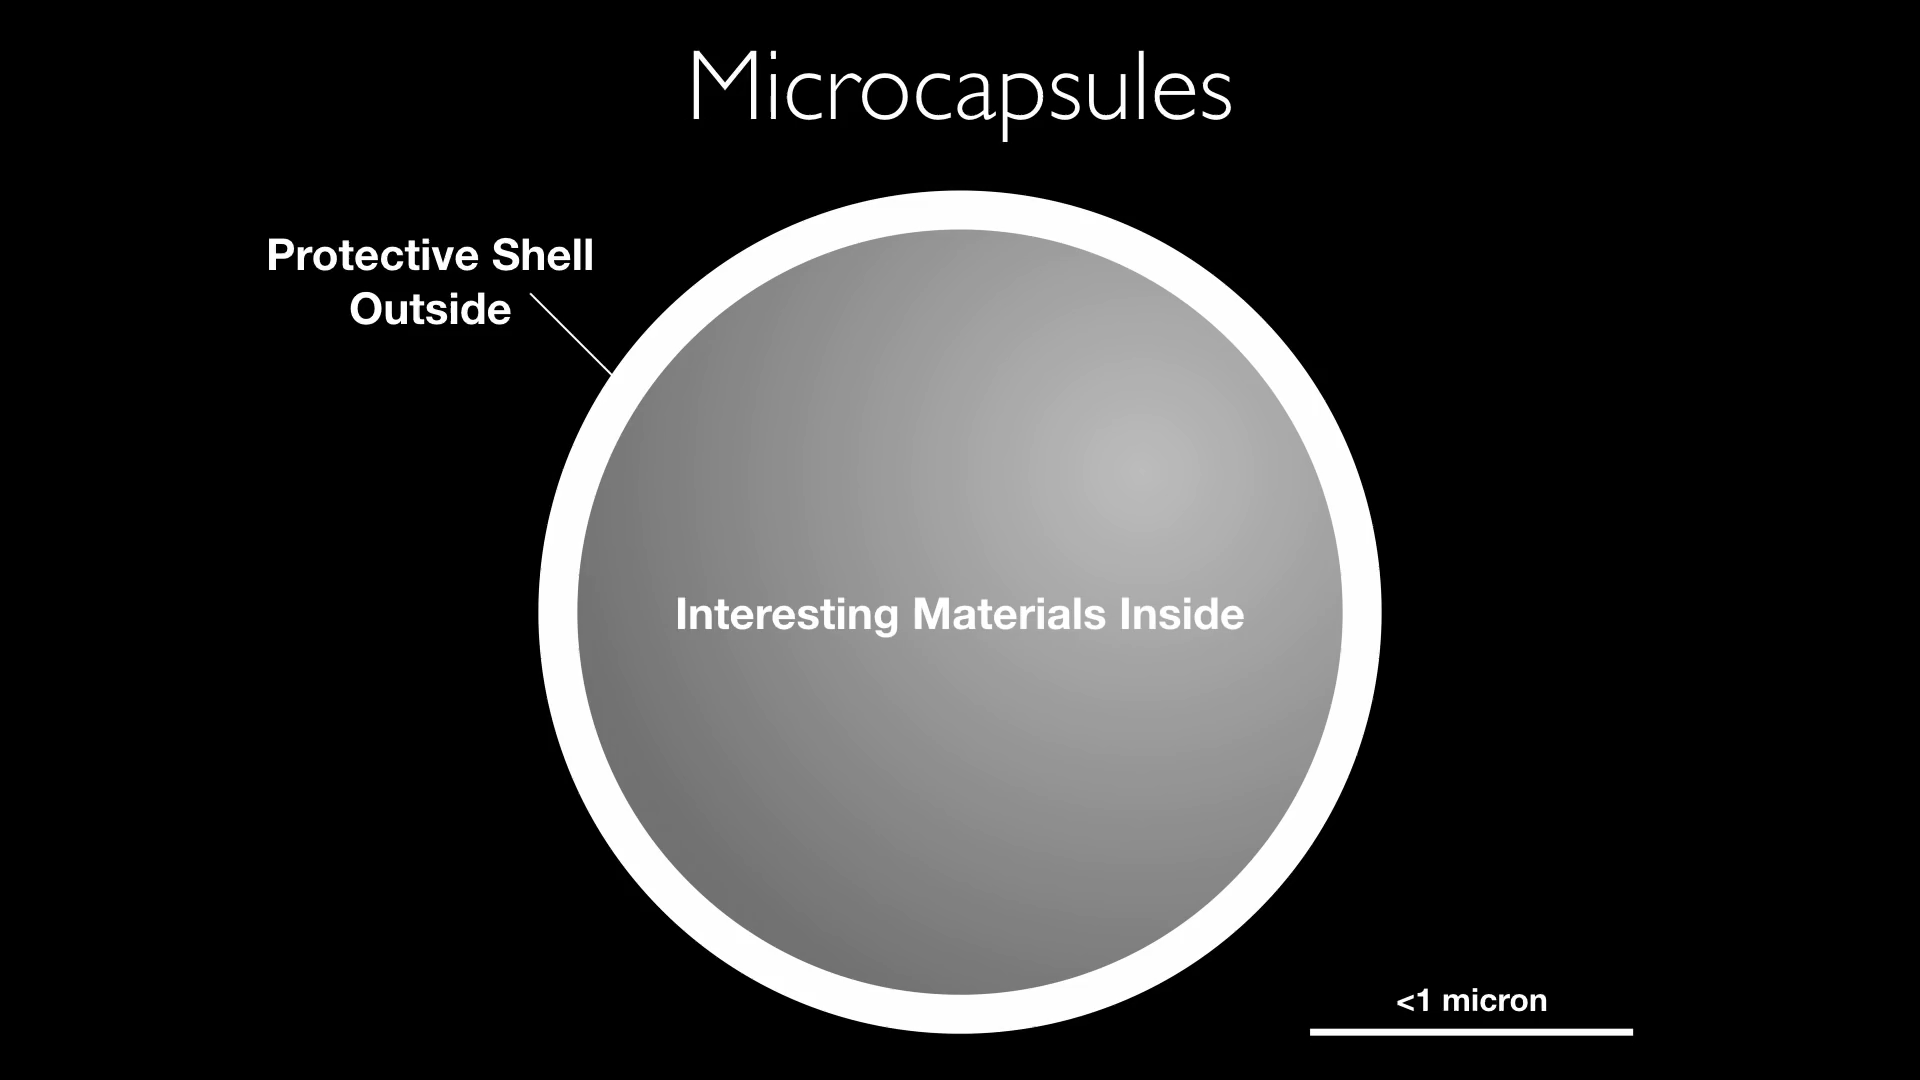 Microcapsules
Protective Shell
Outside
Interesting Materials Inside
<1 micron